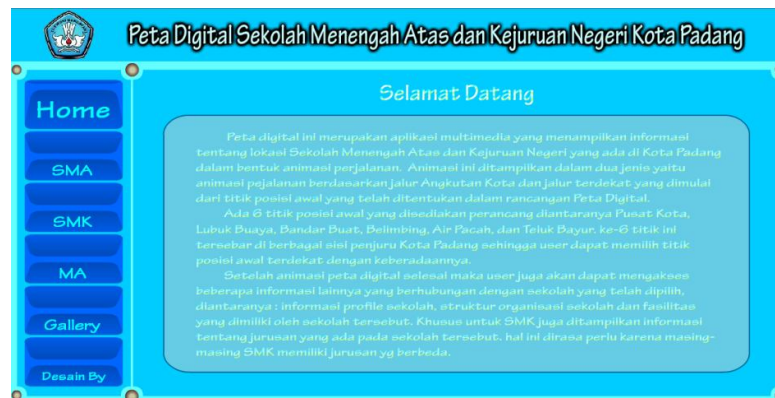 Peta Digital Sekolah Menengah Atas dan Kejuruan Negeri Kota Padang
Home
SMA
SMK
MA
Gallery
Desain By
Selamat Datang
Peta digital ini merupakan aplikasi multimedia yang menampilkan informasi
tentang lokasi Sekolah Menengah Atas dan Kejuruan Negeri yang ada di Kota Padang
dalam bentuk animasi perjalanan. Animasi ini ditampilkan dalam dua jenis yaitu
animasi pejalanan berdasarkan jalur Angkutan Kota dan jalur terdekat yang dimulai
dari titik posisi awal yang telah ditentukan dalam rancangan Peta Digital.
Ada 6 titik posisi awal yang disediakan perancang diantaranya Pusat Kota,
Lubuk Buaya, Bandar Buat, Belimbing, Air Pacah, dan Teluk Bayur. ke-6 titik ini
tersebar di berbagai sisi penjuru Kota Padang sehingga user dapat memilih titik
posisi awal terdekat dengan keberadaannya.
Setelah animasi peta digital selesai maka user juga akan dapat mengakses
beberapa informasi lainnya yang berhubungan dengan sekolah yang telah dipilih,
diantaranya : informasi profile sekolah, struktur organisasi sekolah dan fasilitas
yang dimiliki oleh sekolah tersebut. Khusus untuk SMK juga ditampilkan informasi
tentang jurusan yang ada pada sekolah tersebut. hal ini dirasa perlu karena masing-
masing SMK memiliki jurusan yg berbeda.